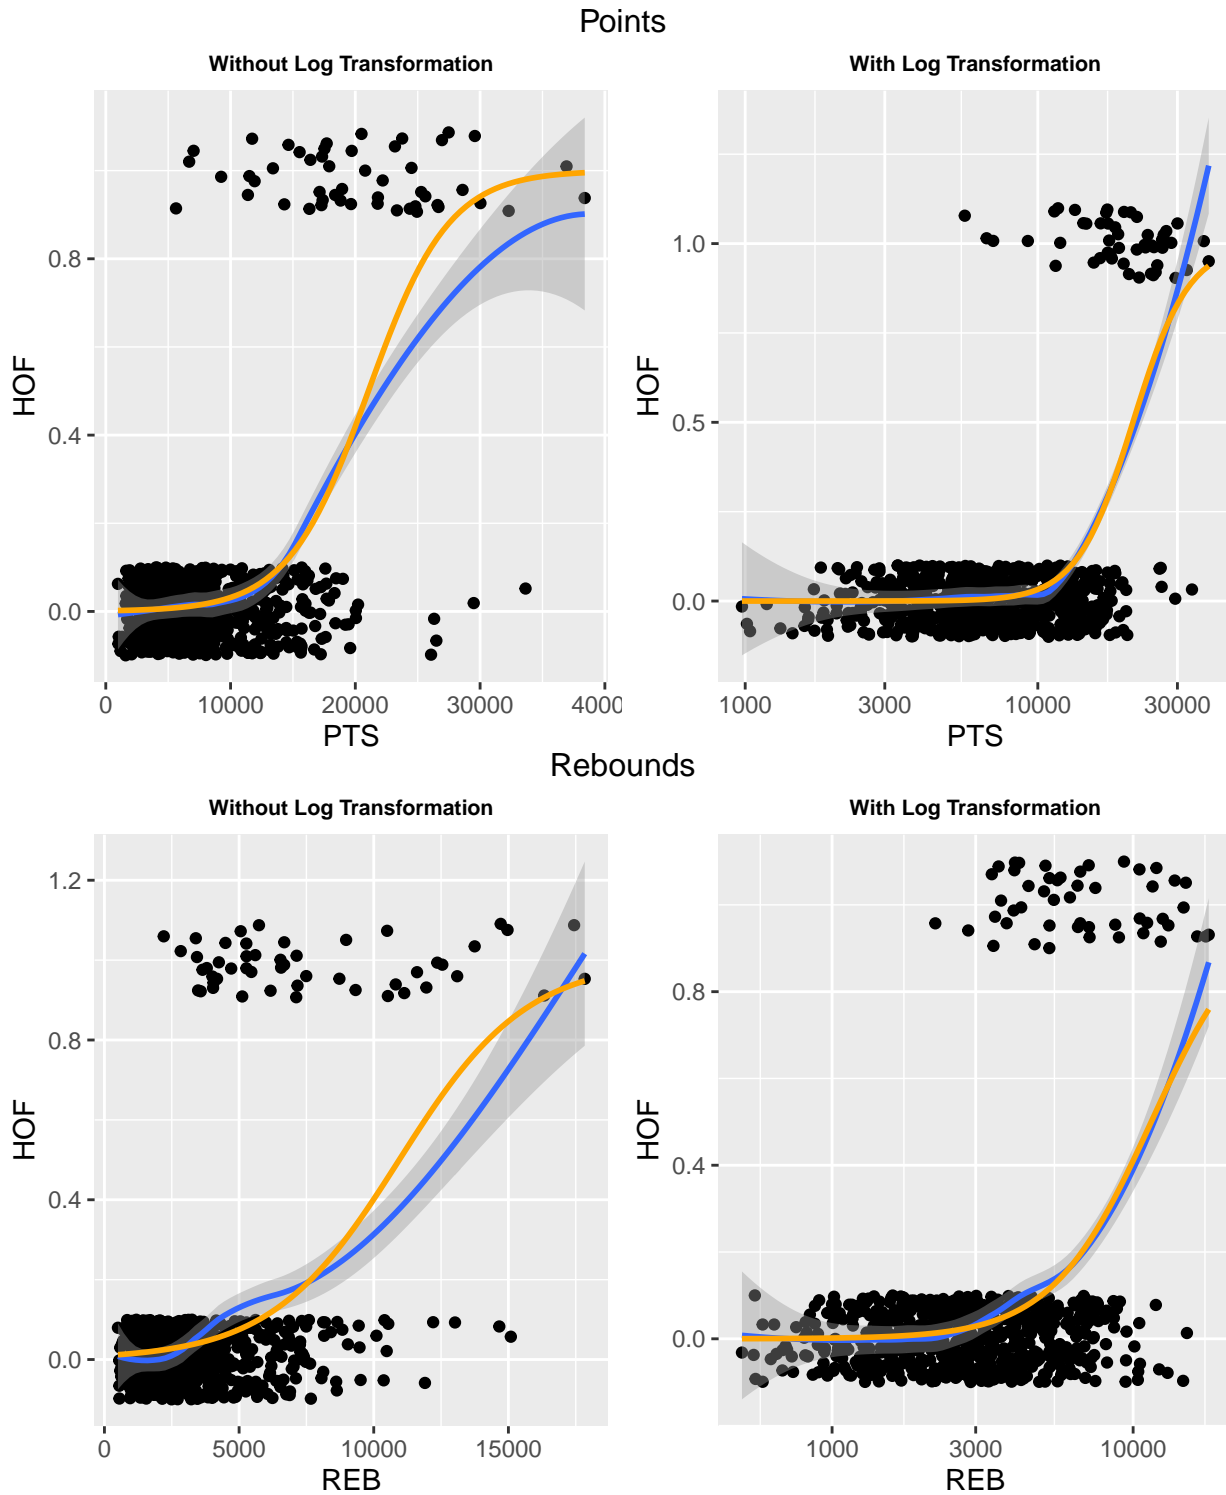 Points
Without Log Transformation
With Log Transformation
HOF
0.8
0.4
0.0
0
10000
20000
30000
4000
PTS
HOF
1.0
0.5
0.0
1000
3000
10000
30000
PTS
Rebounds
Without Log Transformation
With Log Transformation
HOF
1.2
0.8
0.4
0.0
0
5000
10000
15000
REB
HOF
0.8
0.4
0.0
1000
3000
10000
REB